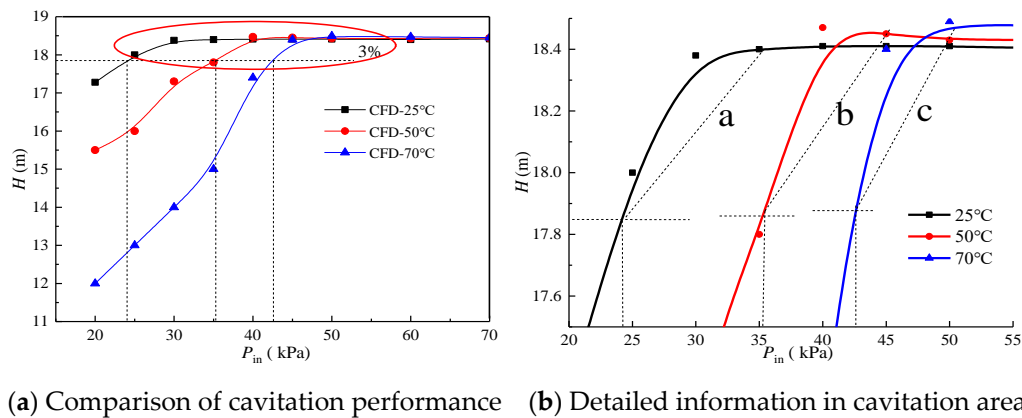 19
18
17
16
15
14
13
12
11
H (m)
3%
CFD-25℃
CFD-50℃
CFD-70℃
20 30 40 50 60 70
P_in ( kPa)
18.4
18.2
18.0
17.8
17.6
H (m)
a b c
25℃
50℃
70℃
20 25 30 35 40 45 50 55
P_in ( kPa)
(a) Comparison of cavitation performance
(b) Detailed information in cavitation area